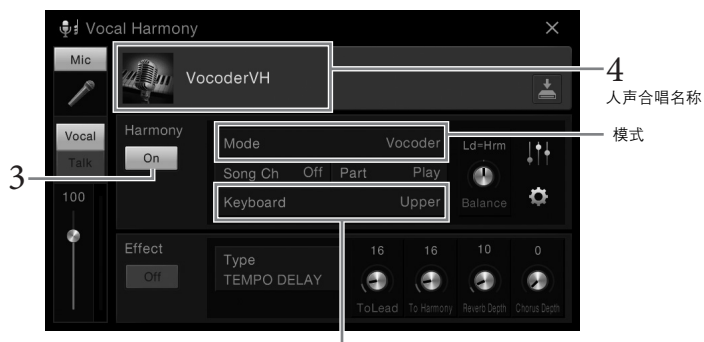 Vocal Harmony
Mic
VocoderVH
4
人声合唱名称
Vocal
Talk
Harmony
On
Mode Vocoder
模式
Song Ch Off Part Play
Keyboard Upper
Ld=Hrm
Balance
3
100
Effect
Off
Type
TEMPO DELAY
16 16 10 0
ToLead To Harmony Reverb Depth Chorus Depth